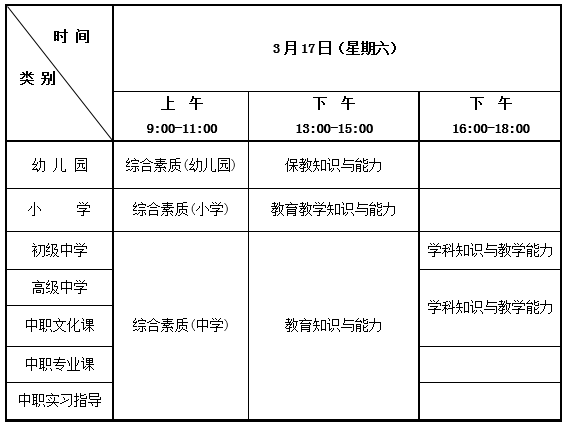 时 间
类 别
3月17日（星期六）
上 午
9:00-11:00
下 午
13:00-15:00
下 午
16:00-18:00
幼 儿 园
综合素质(幼儿园)
保教知识与能力
小 学
综合素质(小学)
教育教学知识与能力
初级中学
综合素质(中学)
教育知识与能力
学科知识与教学能力
高级中学
学科知识与教学能力
中职文化课
中职专业课
中职实习指导